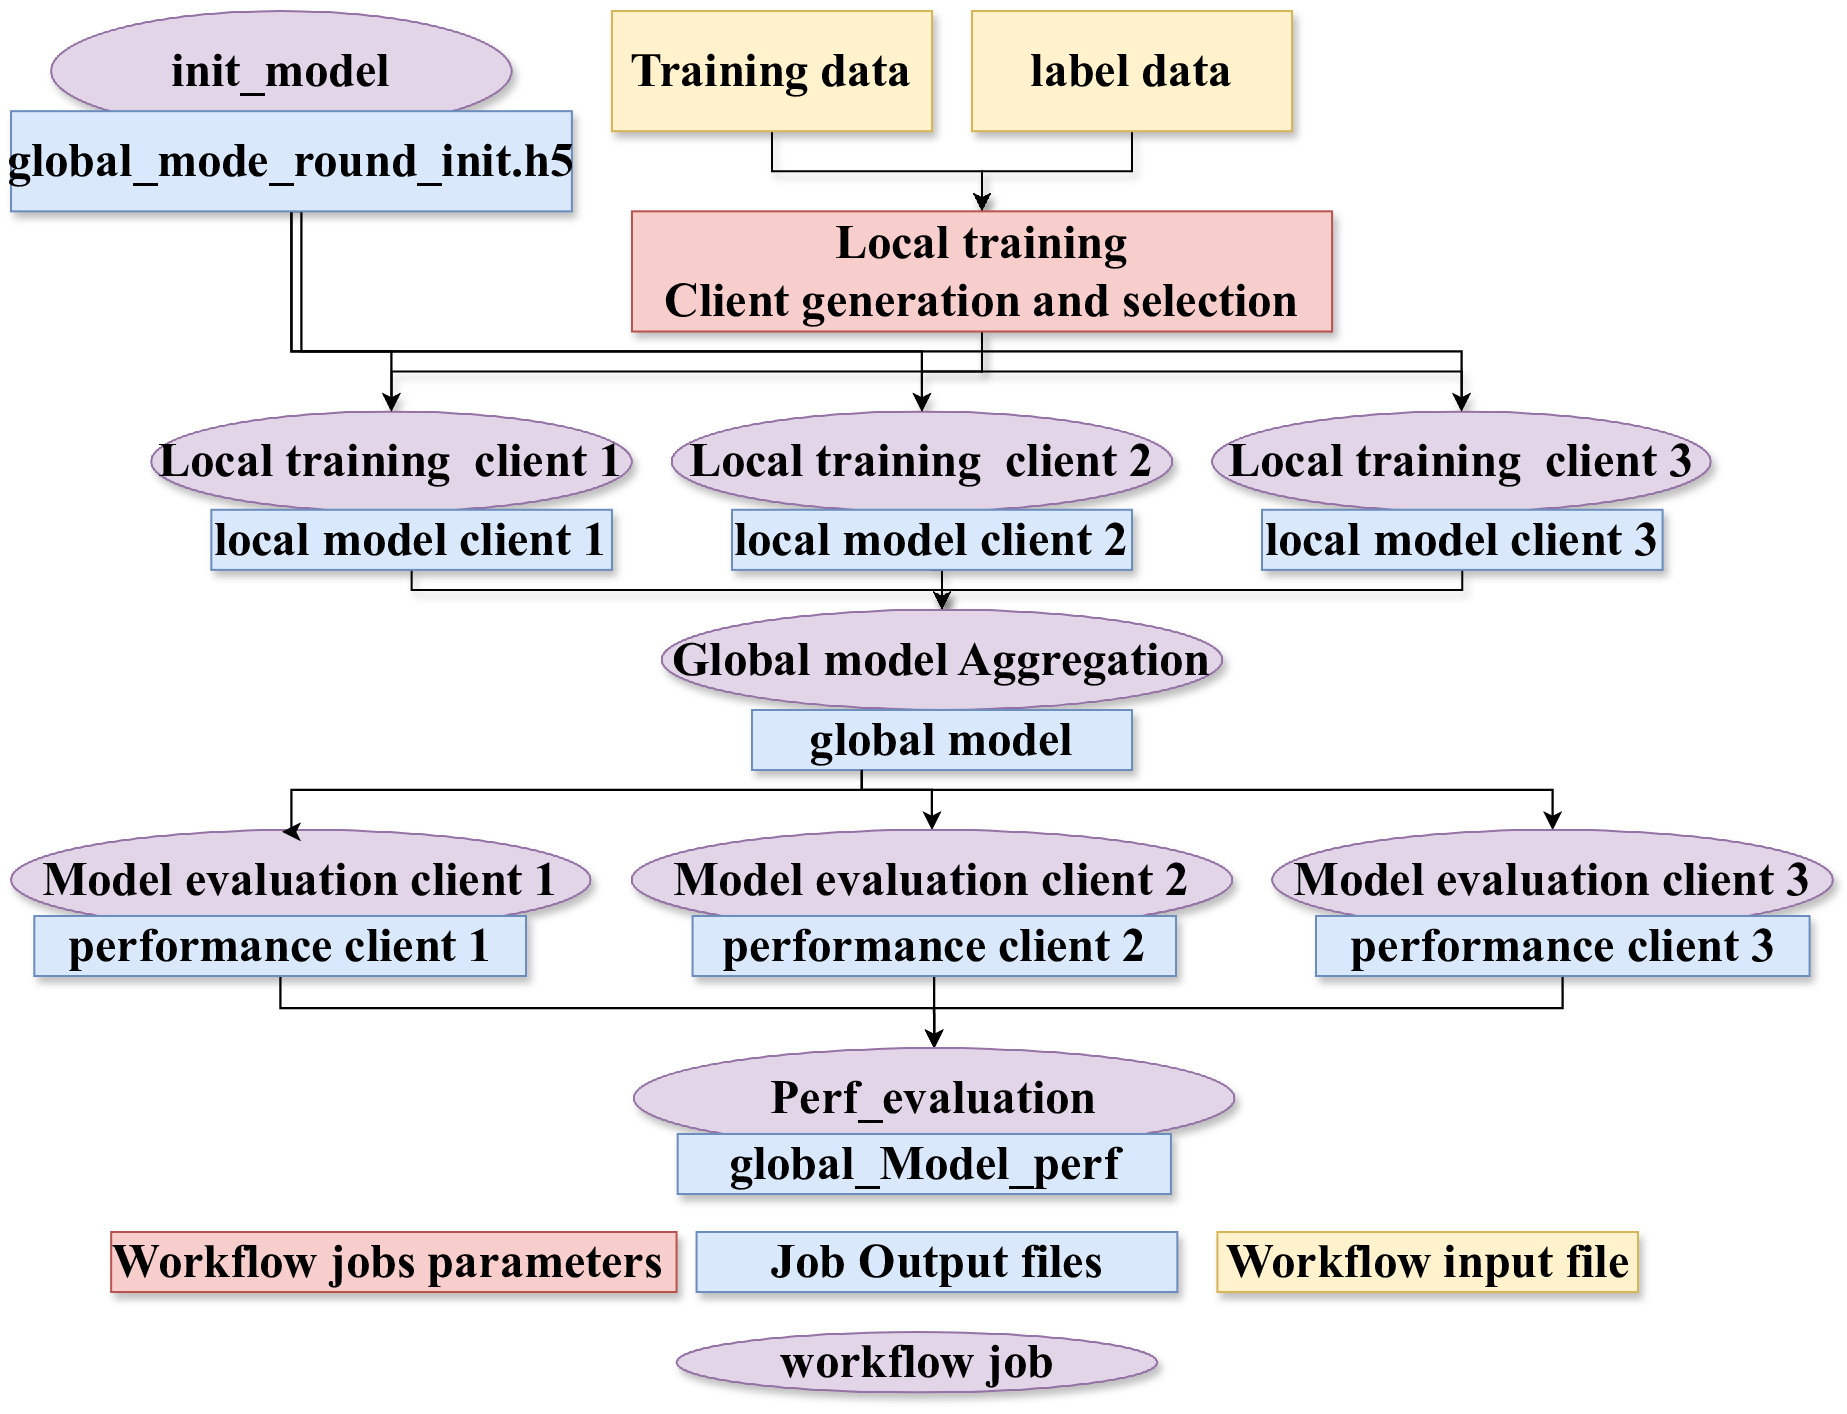 init_model
Training data
label data
global_mode_round_init.h5
Local training
Client generation and selection
Local training  client 1
Local training  client 2
Local training  client 3
local model client 1
local model client 2
local model client 3
Global model Aggregation
global model
Model evaluation client 1
Model evaluation client 2
Model evaluation client 3
performance client 1
performance client 2
performance client 3
Perf_evaluation
global_Model_perf
Workflow jobs parameters
Job Output files
Workflow input file
workflow job